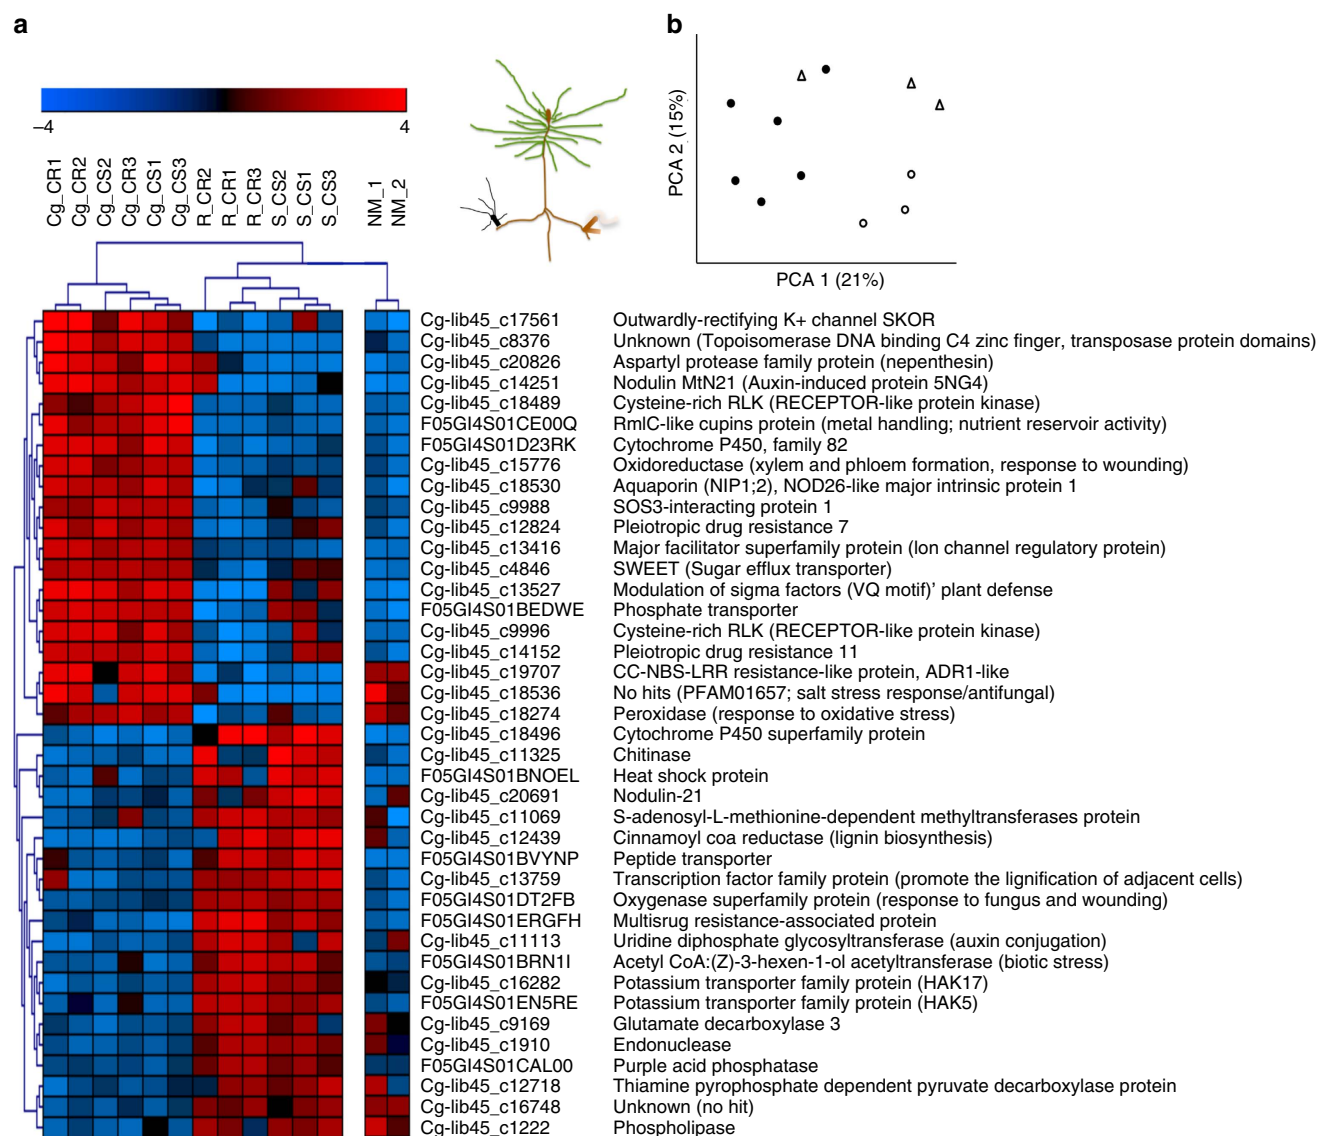 a
b
−4
4
Cg_CR1
Cg_CR2
Cg_CS2
Cg_CR3
Cg_CS1
Cg_CS3
R_CR2
R_CR1
R_CR3
S_CS2
S_CS1
S_CS3
NM_1
NM_2
PCA 2 (15%)
PCA 1 (21%)
Cg-lib45_c17561 Outwardly-rectifying K+ channel SKOR
Cg-lib45_c8376 Unknown (Topoisomerase DNA binding C4 zinc finger, transposase protein domains)
Cg-lib45_c20826 Aspartyl protease family protein (nepenthesin)
Cg-lib45_c14251 Nodulin MtN21 (Auxin-induced protein 5NG4)
Cg-lib45_c18489 Cysteine-rich RLK (RECEPTOR-like protein kinase)
F05GI4S01CE00Q RmlC-like cupins protein (metal handling; nutrient reservoir activity)
F05GI4S01D23RK Cytochrome P450, family 82
Cg-lib45_c15776 Oxidoreductase (xylem and phloem formation, response to wounding)
Cg-lib45_c18530 Aquaporin (NIP1;2), NOD26-like major intrinsic protein 1
Cg-lib45_c9988 SOS3-interacting protein 1
Cg-lib45_c12824 Pleiotropic drug resistance 7
Cg-lib45_c13416 Major facilitator superfamily protein (Ion channel regulatory protein)
Cg-lib45_c4846 SWEET (Sugar efflux transporter)
Cg-lib45_c13527 Modulation of sigma factors (VQ motif)' plant defense
F05GI4S01BEDWE Phosphate transporter
Cg-lib45_c9996 Cysteine-rich RLK (RECEPTOR-like protein kinase)
Cg-lib45_c14152 Pleiotropic drug resistance 11
Cg-lib45_c19707 CC-NBS-LRR resistance-like protein, ADR1-like
Cg-lib45_c18536 No hits (PFAM01657; salt stress response/antifungal)
Cg-lib45_c18274 Peroxidase (response to oxidative stress)
Cg-lib45_c18496 Cytochrome P450 superfamily protein
Cg-lib45_c11325 Chitinase
F05GI4S01BNOEL Heat shock protein
Cg-lib45_c20691 Nodulin-21
Cg-lib45_c11069 S-adenosyl-L-methionine-dependent methyltransferases protein
Cg-lib45_c12439 Cinnamoyl coa reductase (lignin biosynthesis)
F05GI4S01BVYNP Peptide transporter
Cg-lib45_c13759 Transcription factor family protein (promote the lignification of adjacent cells)
F05GI4S01DT2FB Oxygenase superfamily protein (response to fungus and wounding)
F05GI4S01ERGFH Multisrug resistance-associated protein
Cg-lib45_c11113 Uridine diphosphate glycosyltransferase (auxin conjugation)
F05GI4S01BRN1I Acetyl CoA:(Z)-3-hexen-1-ol acetyltransferase (biotic stress)
Cg-lib45_c16282 Potassium transporter family protein (HAK17)
F05GI4S01EN5RE Potassium transporter family protein (HAK5)
Cg-lib45_c9169 Glutamate decarboxylase 3
Cg-lib45_c1910 Endonuclease
F05GI4S01CAL00 Purple acid phosphatase
Cg-lib45_c12718 Thiamine pyrophosphate dependent pyruvate decarboxylase protein
Cg-lib45_c16748 Unknown (no hit)
Cg-lib45_c1222 Phospholipase